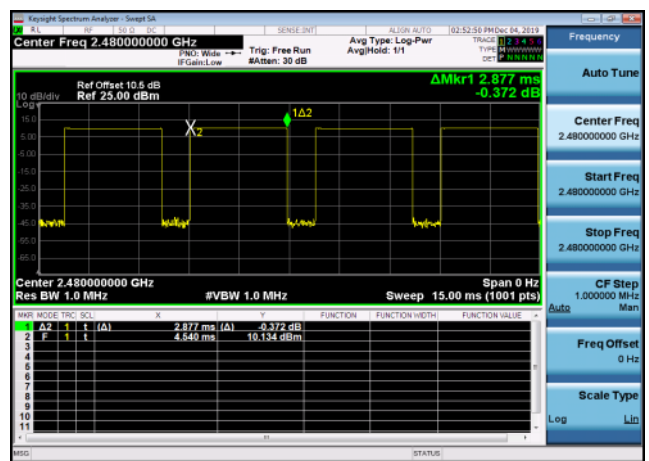 Keysight Spectrum Analyzer - Swept SA
RL RF 50 Ω DC SENSE:INT ALIGN AUTO 02:52:50 PM Dec 04, 2019
Center Freq 2.480000000 GHz
PNO: Wide
IFGain:Low
Trig: Free Run
#Atten: 30 dB
Avg Type: Log-Pwr
Avg|Hold: 1/1
TRACE 1 2 3 4 5 6
TYPE M
DET P N N N N N
Ref Offset 10.5 dB
Ref 25.00 dBm
ΔMkr1 2.877 ms
-0.372 dB
10 dB/div
Log
15.0
5.00
-5.00
-15.0
-25.0
-35.0
-45.0
-55.0
-65.0
X2
1Δ2
Center 2.480000000 GHz
Span 0 Hz
Res BW 1.0 MHz
#VBW 1.0 MHz
Sweep 15.00 ms (1001 pts)
MKR MODE TRC SCL X Y FUNCTION FUNCTION WIDTH FUNCTION VALUE
1 Δ2 1 t (Δ) 2.877 ms (Δ) -0.372 dB
2 F 1 t 4.540 ms 10.134 dBm
3
4
5
6
7
8
9
10
11
MSG
STATUS
Frequency
Auto Tune
Center Freq
2.480000000 GHz
Start Freq
2.480000000 GHz
Stop Freq
2.480000000 GHz
CF Step
1.000000 MHz
Auto Man
Freq Offset
0 Hz
Scale Type
Log Lin